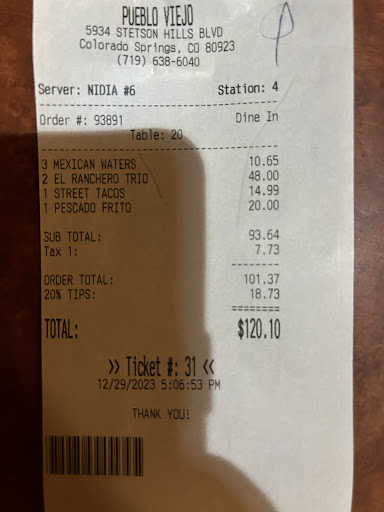 PUEBLO VIEJO
5934 STETSON HILLS BLVD
Colorado Springs, CO 80923
(719) 638-6040
Server: NIDIA #6 Station: 4
Order #: 93891 Dine In
Table: 20
3 MEXICAN WATERS 10.65
2 EL RANCHERO TRIO 48.00
1 STREET TACOS 14.99
1 PESCADO FRITO 20.00
SUB TOTAL: 93.64
Tax 1: 7.73
ORDER TOTAL: 101.37
20% TIPS: 18.73
TOTAL: $120.10
>> Ticket #: 31 <<
12/29/2023 5:06:53 PM
THANK YOU!